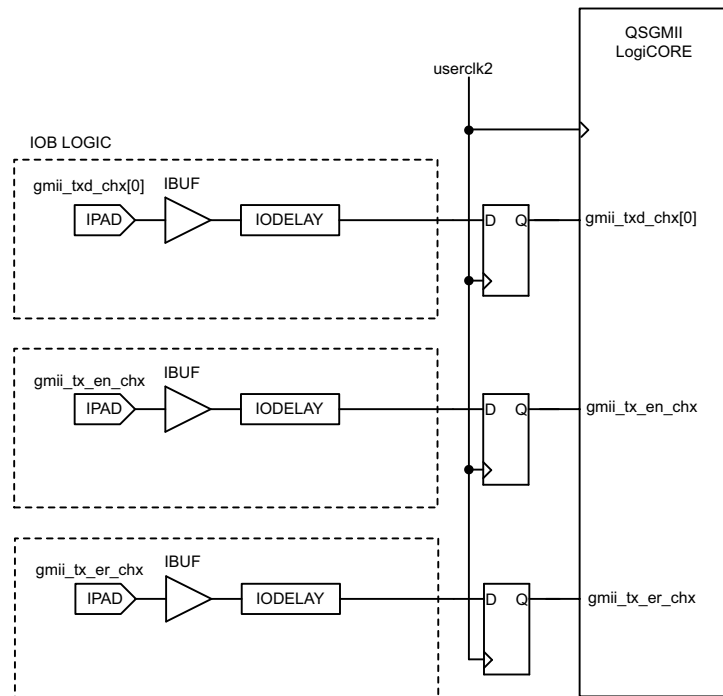 QSGMII
LogiCORE
userclk2
IOB LOGIC
gmii_txd_chx[0]
IBUF
IPAD
IODELAY
D
Q
gmii_txd_chx[0]
gmii_tx_en_chx
IBUF
IPAD
IODELAY
D
Q
gmii_tx_en_chx
gmii_tx_er_chx
IBUF
IPAD
IODELAY
D
Q
gmii_tx_er_chx